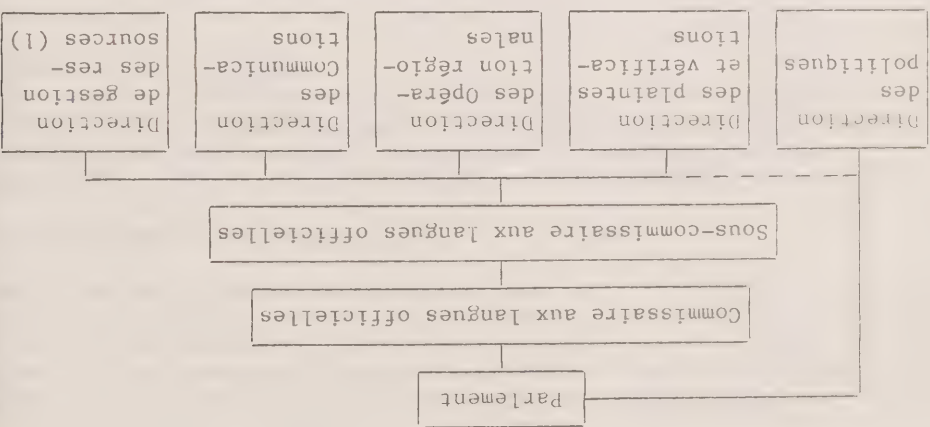 Parlement
Commissaire aux langues officielles
Sous-commissaire aux langues officielles
Direction
des
politiques
Direction
des plaintes
et vérifica-
tions
Direction
des Opéra-
tion régio-
nales
Direction
des
Communica-
tions
Direction
de gestion
des res-
sources (1)